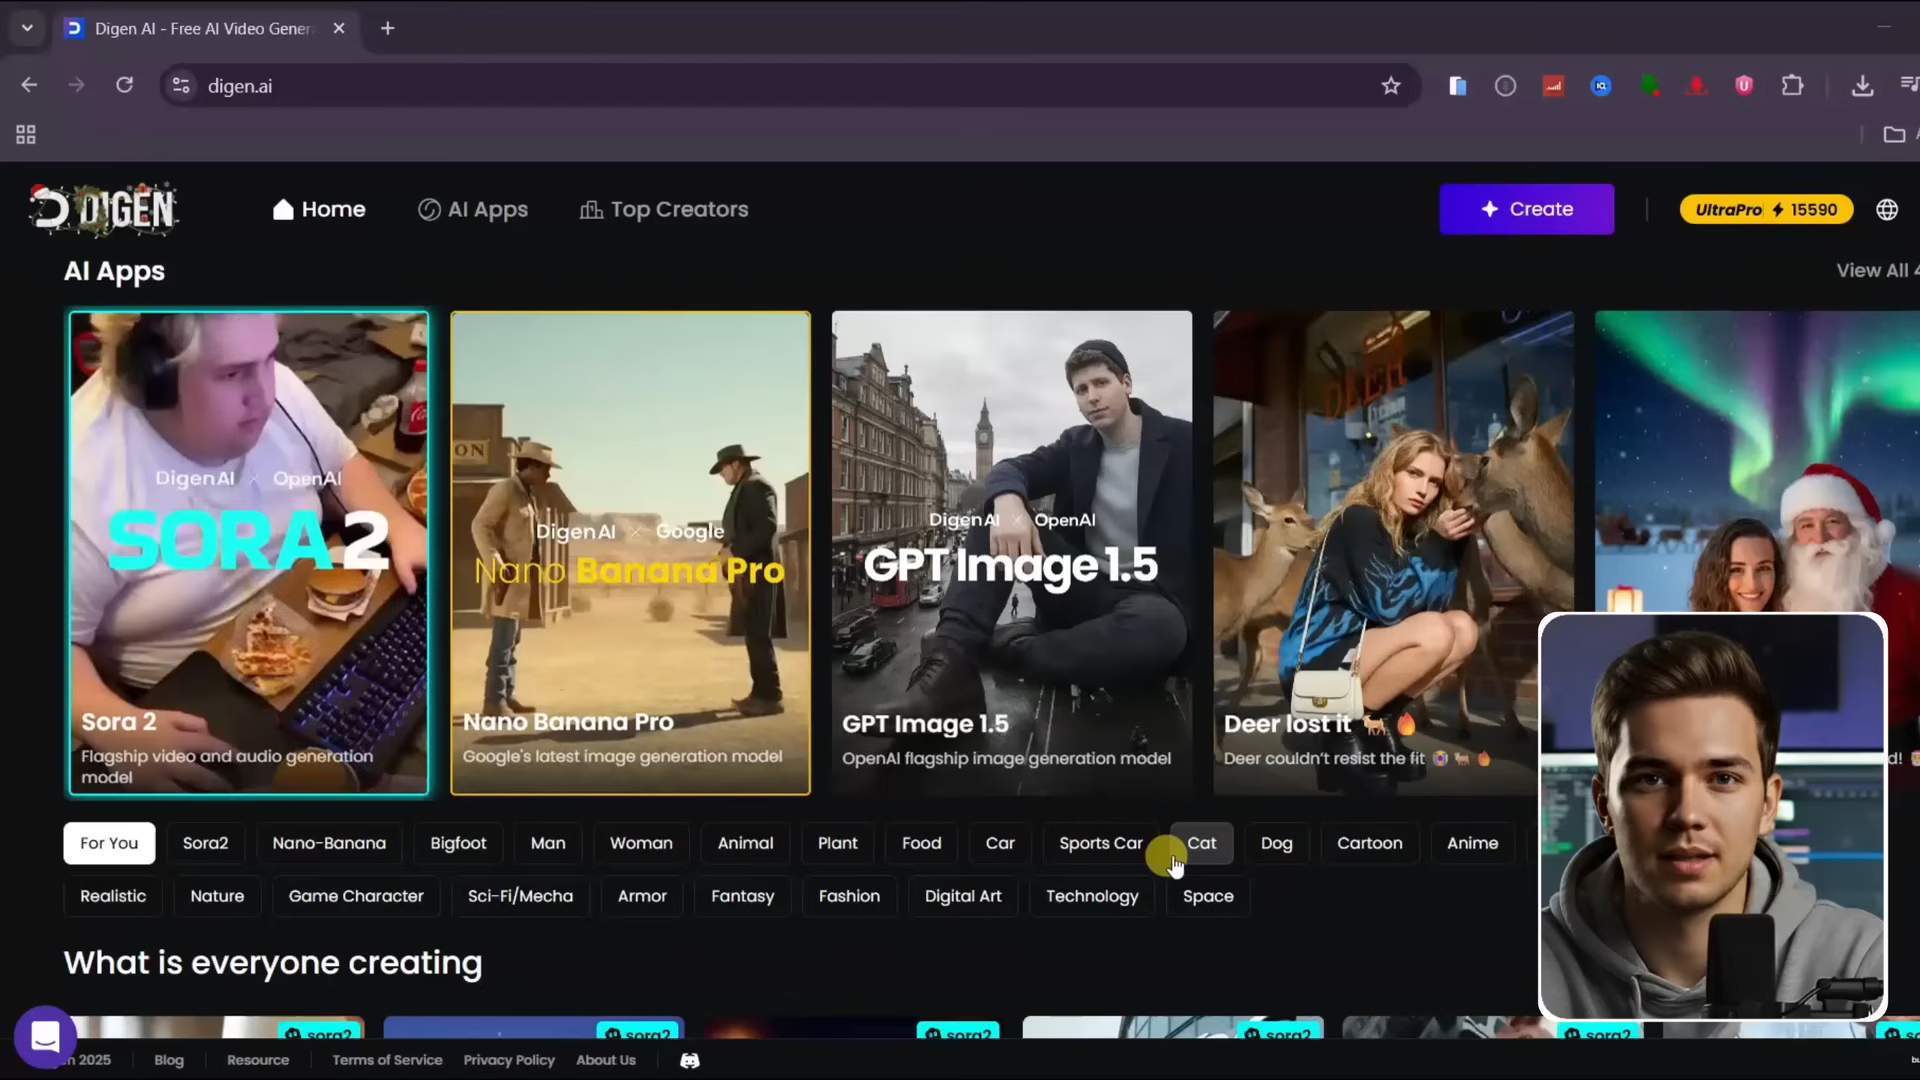 Digen AI - Free AI Video Gener
digen.ai
DIGEN
Home
AI Apps
Top Creators
Create
UltraPro 15590
AI Apps
View All
DigenAI × OpenAI
SORA 2
Sora 2
Flagship video and audio generation
model
ON
DigenAI × Google
Nano Banana Pro
Nano Banana Pro
Google's latest image generation model
DigenAI × OpenAI
GPT Image 1.5
GPT Image 1.5
OpenAI flagship image generation model
DEER
Deer lost it
Deer couldn't resist the fit
d!
For You
Sora2
Nano-Banana
Bigfoot
Man
Woman
Animal
Plant
Food
Car
Sports Car
Cat
Dog
Cartoon
Anime
Realistic
Nature
Game Character
Sci-Fi/Mecha
Armor
Fantasy
Fashion
Digital Art
Technology
Space
What is everyone creating
sora2
sora2
sora2
sora2
sora2
2025
Blog
Resource
Terms of Service
Privacy Policy
About Us